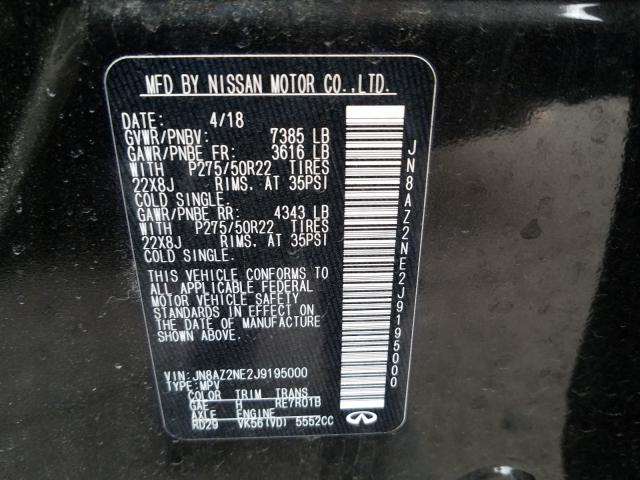 MFD BY NISSAN MOTOR CO.,LTD.
DATE: 4/18
GVWR/PNBV: 7385 LB
GAWR/PNBE FR: 3616 LB
WITH P275/50R22 TIRES
22X8J RIMS. AT 35PSI
COLD SINGLE.
GAWR/PNBE RR: 4343 LB
WITH P275/50R22 TIRES
22X8J RIMS. AT 35PSI
COLD SINGLE.
THIS VEHICLE CONFORMS TO
ALL APPLICABLE FEDERAL
MOTOR VEHICLE SAFETY
STANDARDS IN EFFECT ON
THE DATE OF MANUFACTURE
SHOWN ABOVE.
VIN: JN8AZ2NE2J9195000
TYPE: MPV
COLOR TRIM TRANS
GAE H RE7R01B
AXLE ENGINE
RD29 VK56(VD) 5552CC
JN8AZ2NE2J9195000